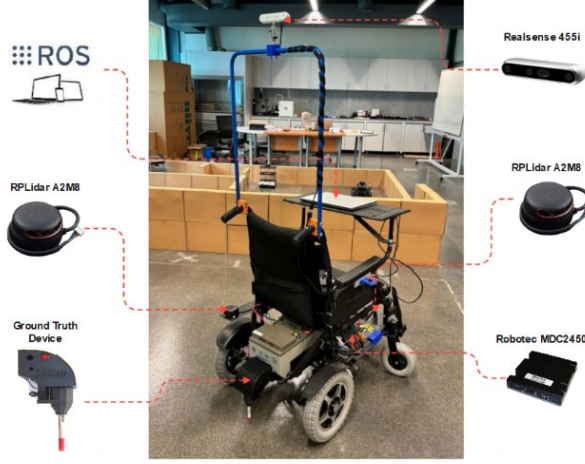 ROS
Realsense 455i
RPLidar A2M8
RPLidar A2M8
Ground Truth
Device
Robotec MDC2450